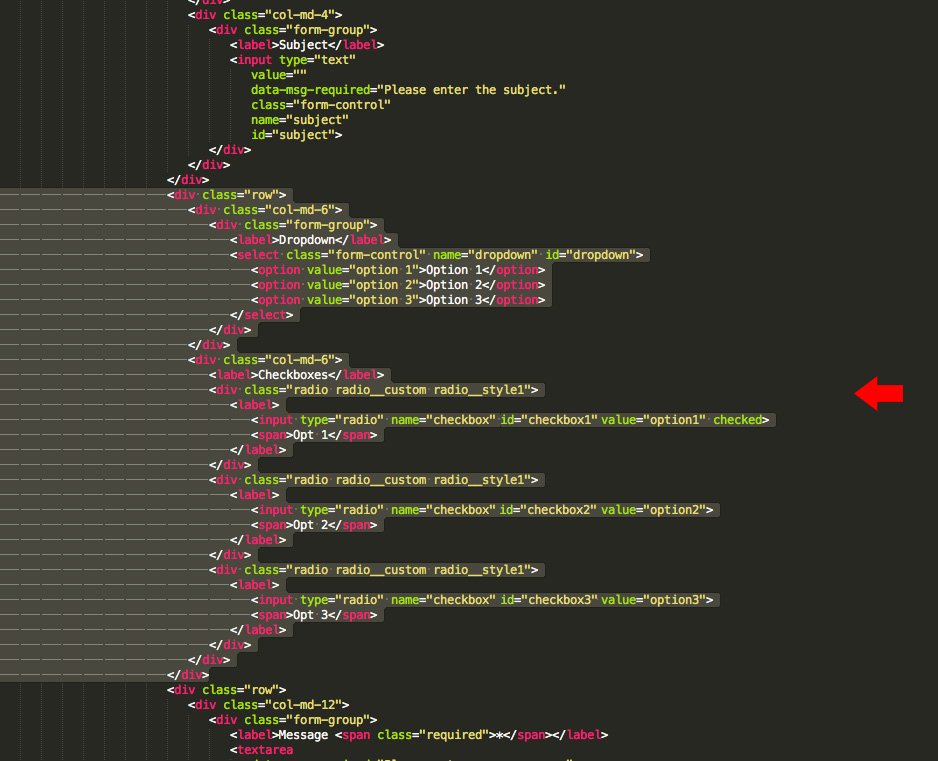 </div>
<div class="col-md-4">
<div class="form-group">
<label>Subject</label>
<input type="text"
value=""
data-msg-required="Please enter the subject."
class="form-control"
name="subject"
id="subject">
</div>
</div>
</div>
<div class="row">
<div class="col-md-6">
<div class="form-group">
<label>Dropdown</label>
<select class="form-control" name="dropdown" id="dropdown">
<option value="option 1">Option 1</option>
<option value="option 2">Option 2</option>
<option value="option 3">Option 3</option>
</select>
</div>
</div>
<div class="col-md-6">
<label>Checkboxes</label>
<div class="radio radio__custom radio__style1">
<label>
<input type="radio" name="checkbox" id="checkbox1" value="option1" checked>
<span>Opt 1</span>
</label>
</div>
<div class="radio radio__custom radio__style1">
<label>
<input type="radio" name="checkbox" id="checkbox2" value="option2">
<span>Opt 2</span>
</label>
</div>
<div class="radio radio__custom radio__style1">
<label>
<input type="radio" name="checkbox" id="checkbox3" value="option3">
<span>Opt 3</span>
</label>
</div>
</div>
</div>
<div class="row">
<div class="col-md-12">
<div class="form-group">
<label>Message <span class="required">*</span></label>
<textarea